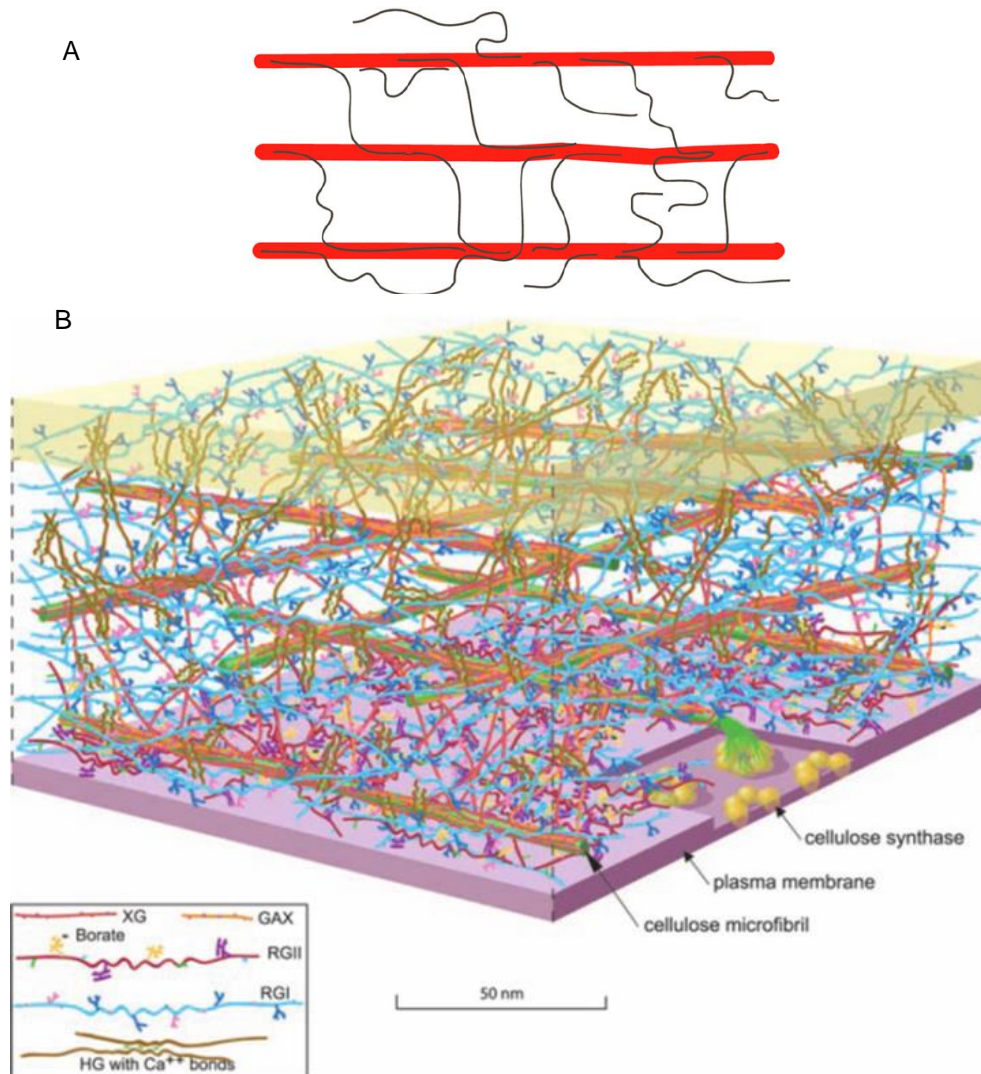 A
B
cellulose synthase
plasma membrane
cellulose microfibril
XG GAX
- Borate
RGII
RGI
HG with Ca++ bonds
50 nm